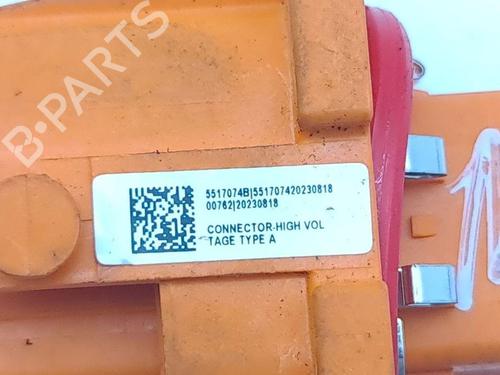 B-PARTS
5517074B|551707420230818
00762|20230818
CONNECTOR-HIGH VOL
TAGE TYPE A